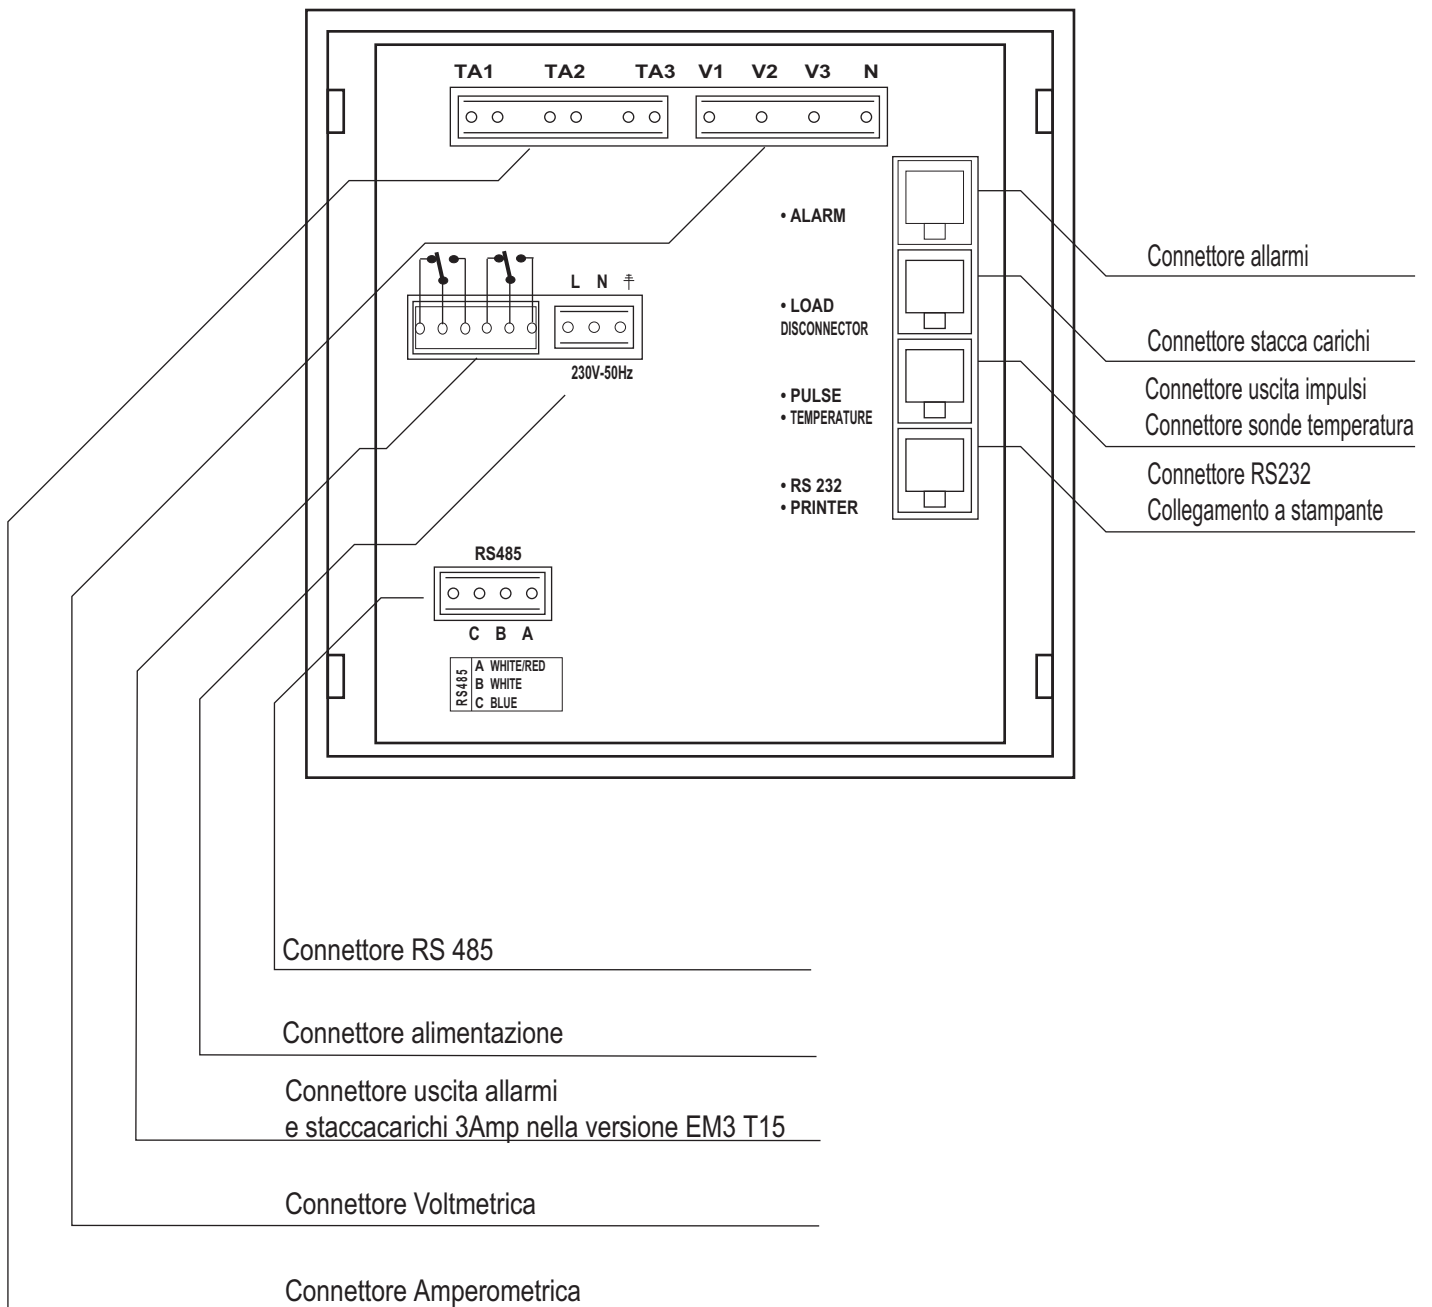 TA1 TA2 TA3 V1 V2 V3 N
• ALARM
Connettore allarmi
L N
• LOAD
DISCONNECTOR
Connettore stacca carichi
230V-50Hz
Connettore uscita impulsi
• PULSE
• TEMPERATURE
Connettore sonde temperatura
Connettore RS232
• RS 232
• PRINTER
Collegamento a stampante
RS485
C B A
RS485
A WHITE/RED
B WHITE
C BLUE
Connettore RS 485
Connettore alimentazione
Connettore uscita allarmi
e staccacarichi 3Amp nella versione EM3 T15
Connettore Voltmetrica
Connettore Amperometrica